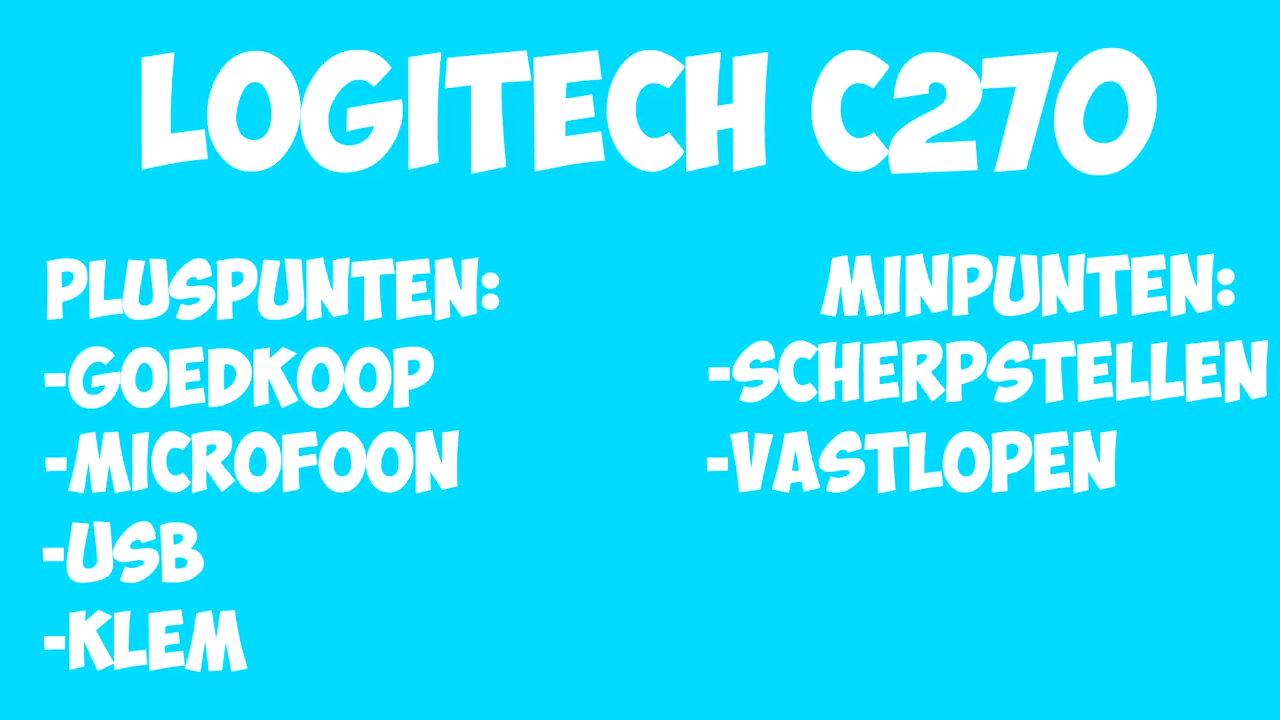 LOGITECH C270
PLUSPUNTEN:
-GOEDKOOP
-MICROFOON
-USB
-KLEM
MINPUNTEN:
-SCHERPSTELLEN
-VASTLOPEN